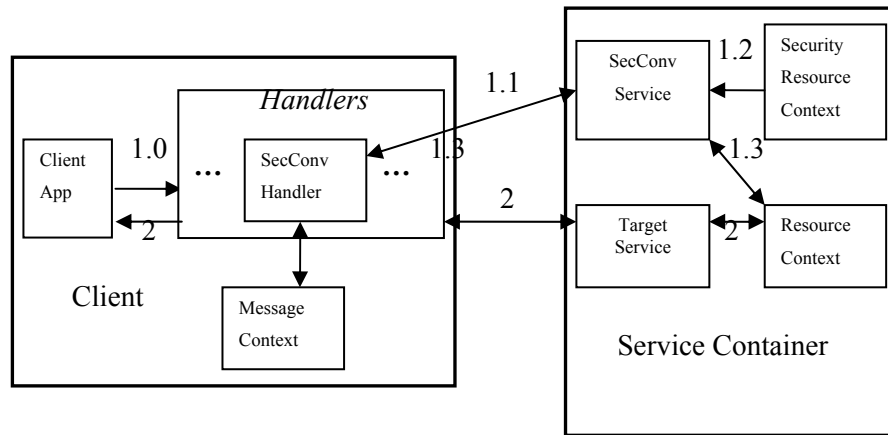 Handlers
Client
App
1.0
2
...
SecConv
Handler
...
Message
Context
Client
1.1
1.3
2
SecConv
Service
1.2
Security
Resource
Context
1.3
Target
Service
2
Resource
Context
Service Container